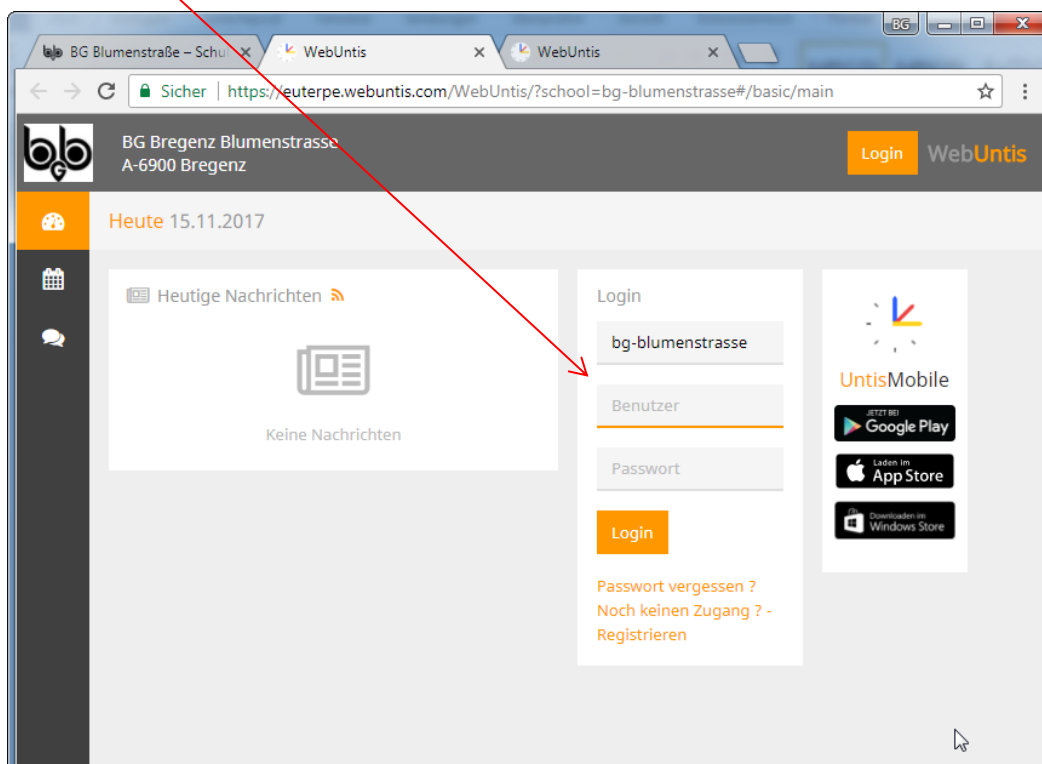 BG
BG Blumenstraße – Schul
WebUntis
WebUntis
Sicher | https://euterpe.webuntis.com/WebUntis/?school=bg-blumenstrasse#/basic/main
bGb
BG Bregenz Blumenstrasse
A-6900 Bregenz
Login
WebUntis
Heute 15.11.2017
Heutige Nachrichten
Keine Nachrichten
Login
bg-blumenstrasse
Benutzer
Passwort
Login
Passwort vergessen ?
Noch keinen Zugang ? -
Registrieren
UntisMobile
JETZT BEI
Google Play
Laden im
App Store
Downloaden im
Windows Store